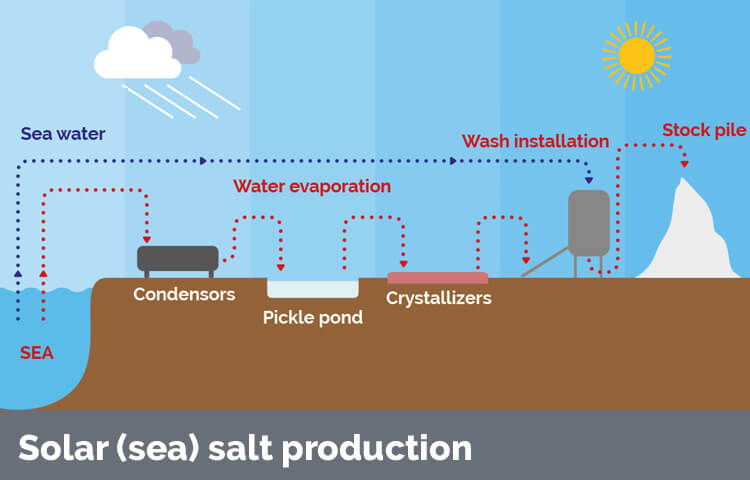 Sea water
Wash installation
Stock pile
Water evaporation
Condensors
Pickle pond
Crystallizers
SEA
Solar (sea) salt production